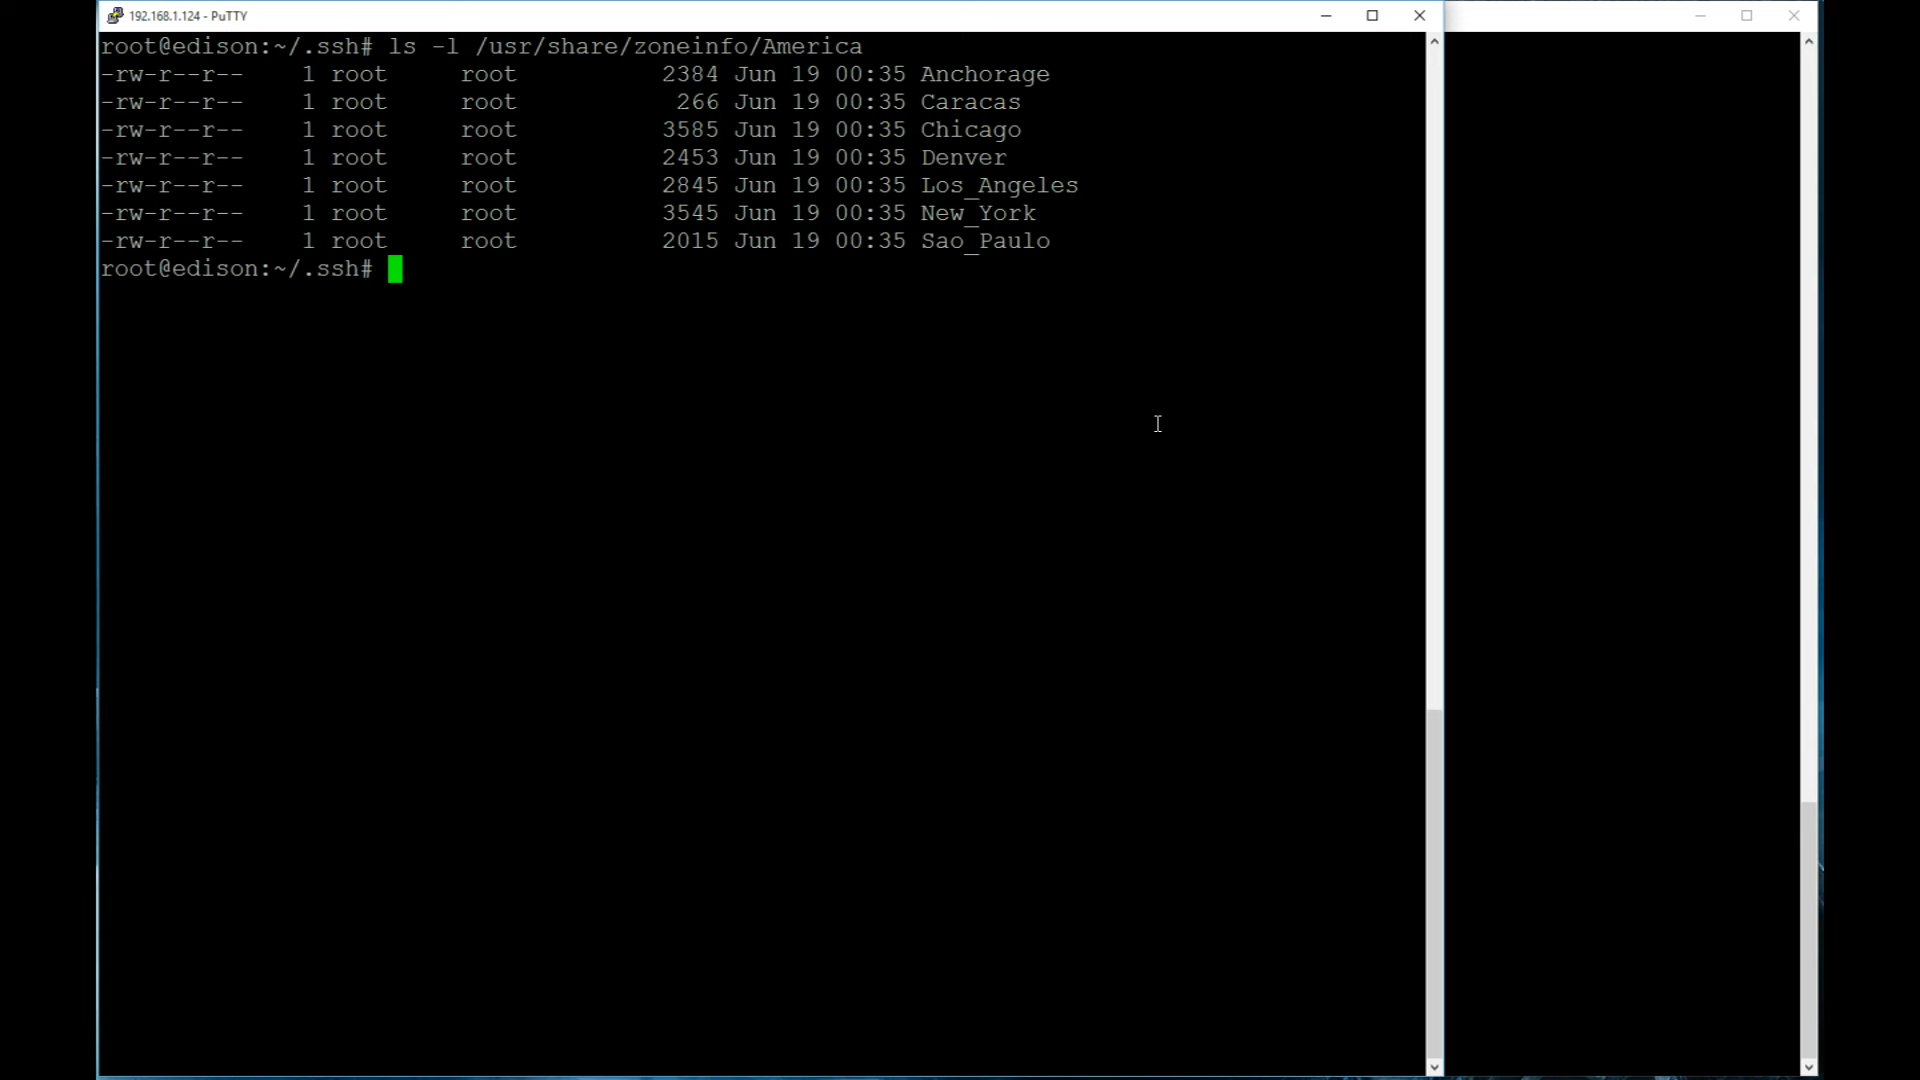 192.168.1.124 - PuTTY
root@edison:~/.ssh# ls -l /usr/share/zoneinfo/America
-rw-r--r--    1 root     root          2384 Jun 19 00:35 Anchorage
-rw-r--r--    1 root     root           266 Jun 19 00:35 Caracas
-rw-r--r--    1 root     root          3585 Jun 19 00:35 Chicago
-rw-r--r--    1 root     root          2453 Jun 19 00:35 Denver
-rw-r--r--    1 root     root          2845 Jun 19 00:35 Los_Angeles
-rw-r--r--    1 root     root          3545 Jun 19 00:35 New_York
-rw-r--r--    1 root     root          2015 Jun 19 00:35 Sao_Paulo
root@edison:~/.ssh#